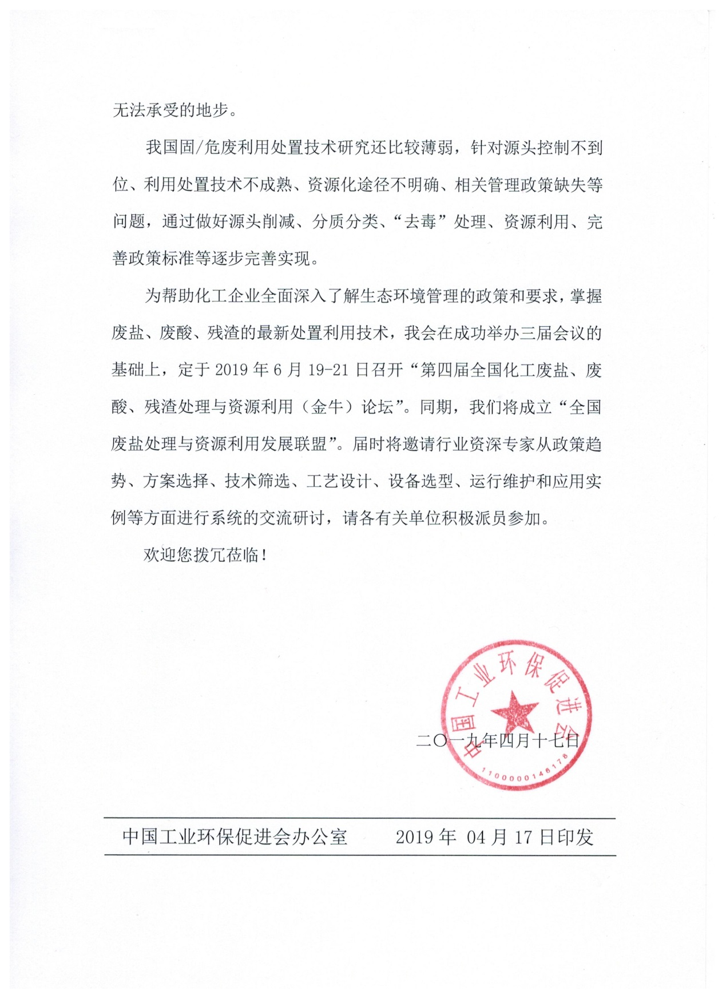 无法承受的地步。
我国固/危废利用处置技术研究还比较薄弱，针对源头控制不到
位、利用处置技术不成熟、资源化途径不明确、相关管理政策缺失等
问题，通过做好源头削减、分质分类、“去毒”处理、资源利用、完
善政策标准等逐步完善实现。
为帮助化工企业全面深入了解生态环境管理的政策和要求，掌握
废盐、废酸、残渣的最新处置利用技术，我会在成功举办三届会议的
基础上，定于 2019 年 6 月 19-21 日召开“第四届全国化工废盐、废
酸、残渣处理与资源利用（金牛）论坛”。同期，我们将成立“全国
废盐处理与资源利用发展联盟”。届时将邀请行业资深专家从政策趋
势、方案选择、技术筛选、工艺设计、设备选型、运行维护和应用实
例等方面进行系统的交流研讨，请各有关单位积极派员参加。
欢迎您拨冗莅临！
中国工业环保促进会
二〇一九年四月十七日
1100000146178
中国工业环保促进会办公室 2019 年 04 月 17 日印发